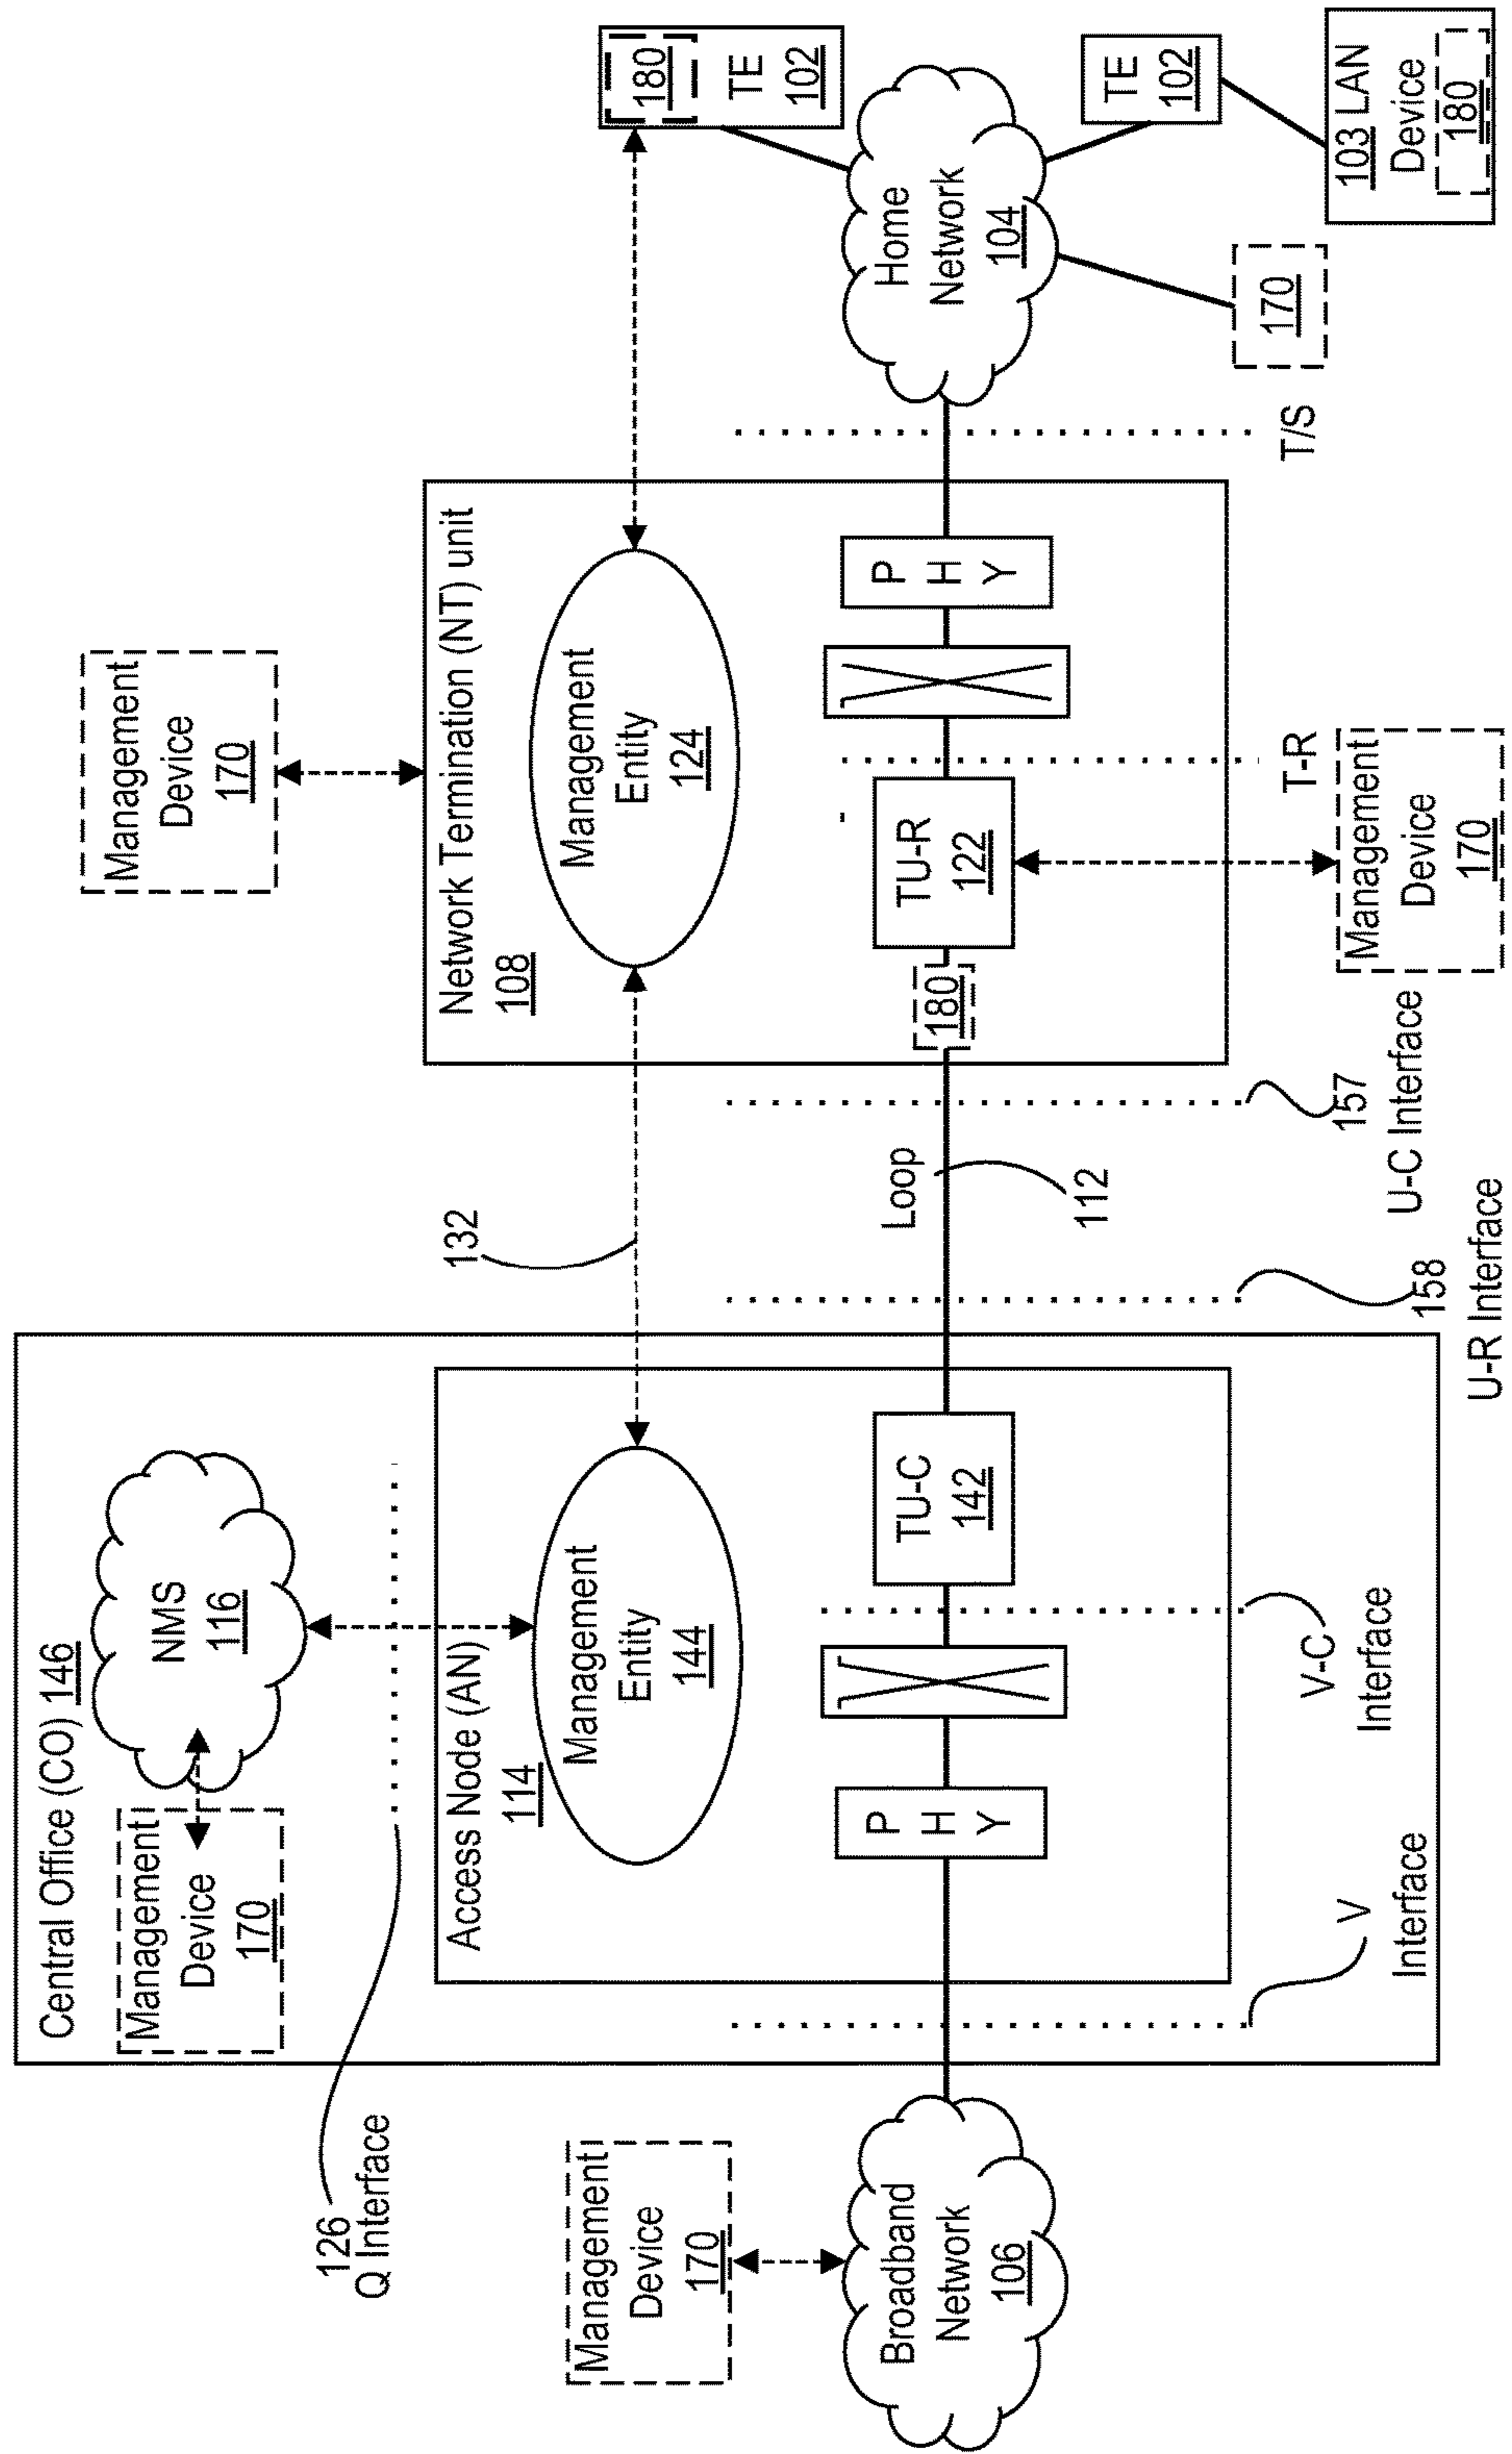 Central Office (CO) 146
Management
Device
170
NMS
116
126
Q Interface
Access Node (AN)
114
Management
Entity
144
P
H
Y
TU-C
142
V-C
Interface
V
Interface
Management
Device
170
Broadband
Network
106
132
Loop
112
158
U-R Interface
157
U-C Interface
Management
Device
170
Network Termination (NT) unit
108
Management
Entity
124
180
TU-R
122
P
H
Y
T-R
Management
Device
170
T/S
Home
Network
104
180
TE
102
TE
102
103 LAN
Device
180
170